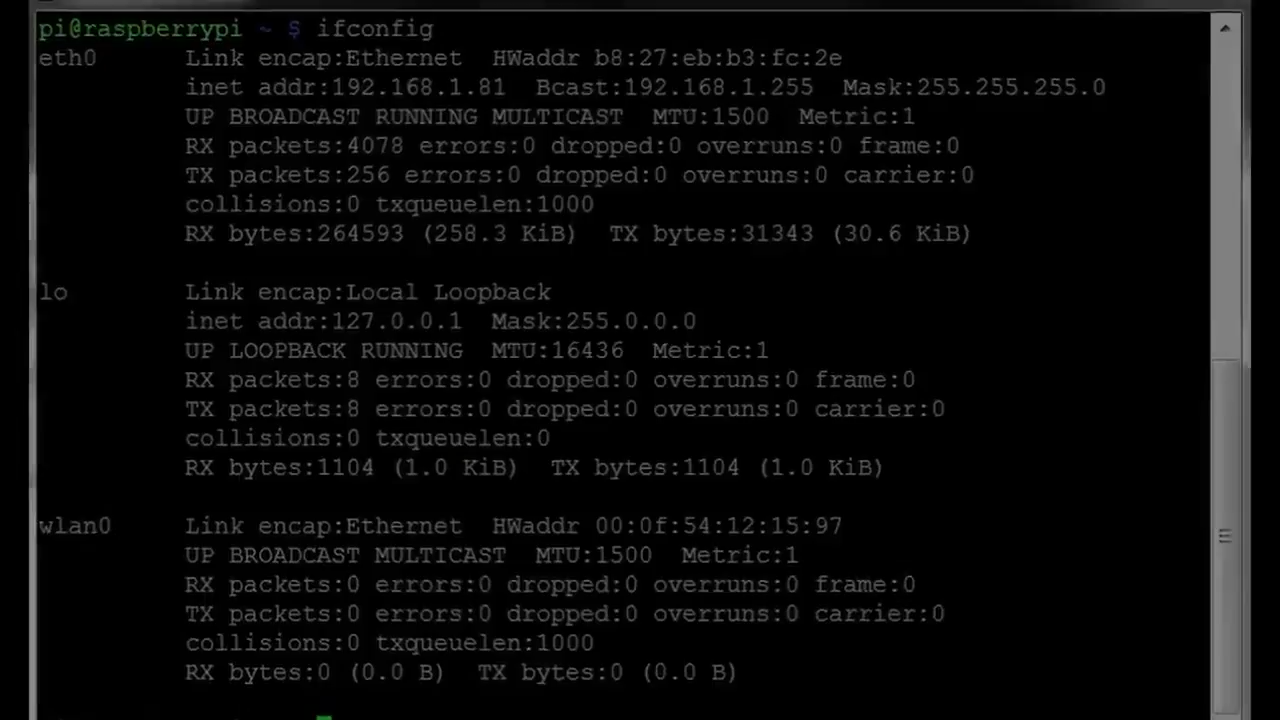 pi@raspberrypi ~ $ ifconfig
eth0 Link encap:Ethernet HWaddr b8:27:eb:b3:fc:2e
inet addr:192.168.1.81 Bcast:192.168.1.255 Mask:255.255.255.0
UP BROADCAST RUNNING MULTICAST MTU:1500 Metric:1
RX packets:4078 errors:0 dropped:0 overruns:0 frame:0
TX packets:256 errors:0 dropped:0 overruns:0 carrier:0
collisions:0 txqueuelen:1000
RX bytes:264593 (258.3 KiB) TX bytes:31343 (30.6 KiB)
lo Link encap:Local Loopback
inet addr:127.0.0.1 Mask:255.0.0.0
UP LOOPBACK RUNNING MTU:16436 Metric:1
RX packets:8 errors:0 dropped:0 overruns:0 frame:0
TX packets:8 errors:0 dropped:0 overruns:0 carrier:0
collisions:0 txqueuelen:0
RX bytes:1104 (1.0 KiB) TX bytes:1104 (1.0 KiB)
wlan0 Link encap:Ethernet HWaddr 00:0f:54:12:15:97
UP BROADCAST MULTICAST MTU:1500 Metric:1
RX packets:0 errors:0 dropped:0 overruns:0 frame:0
TX packets:0 errors:0 dropped:0 overruns:0 carrier:0
collisions:0 txqueuelen:1000
RX bytes:0 (0.0 B) TX bytes:0 (0.0 B)